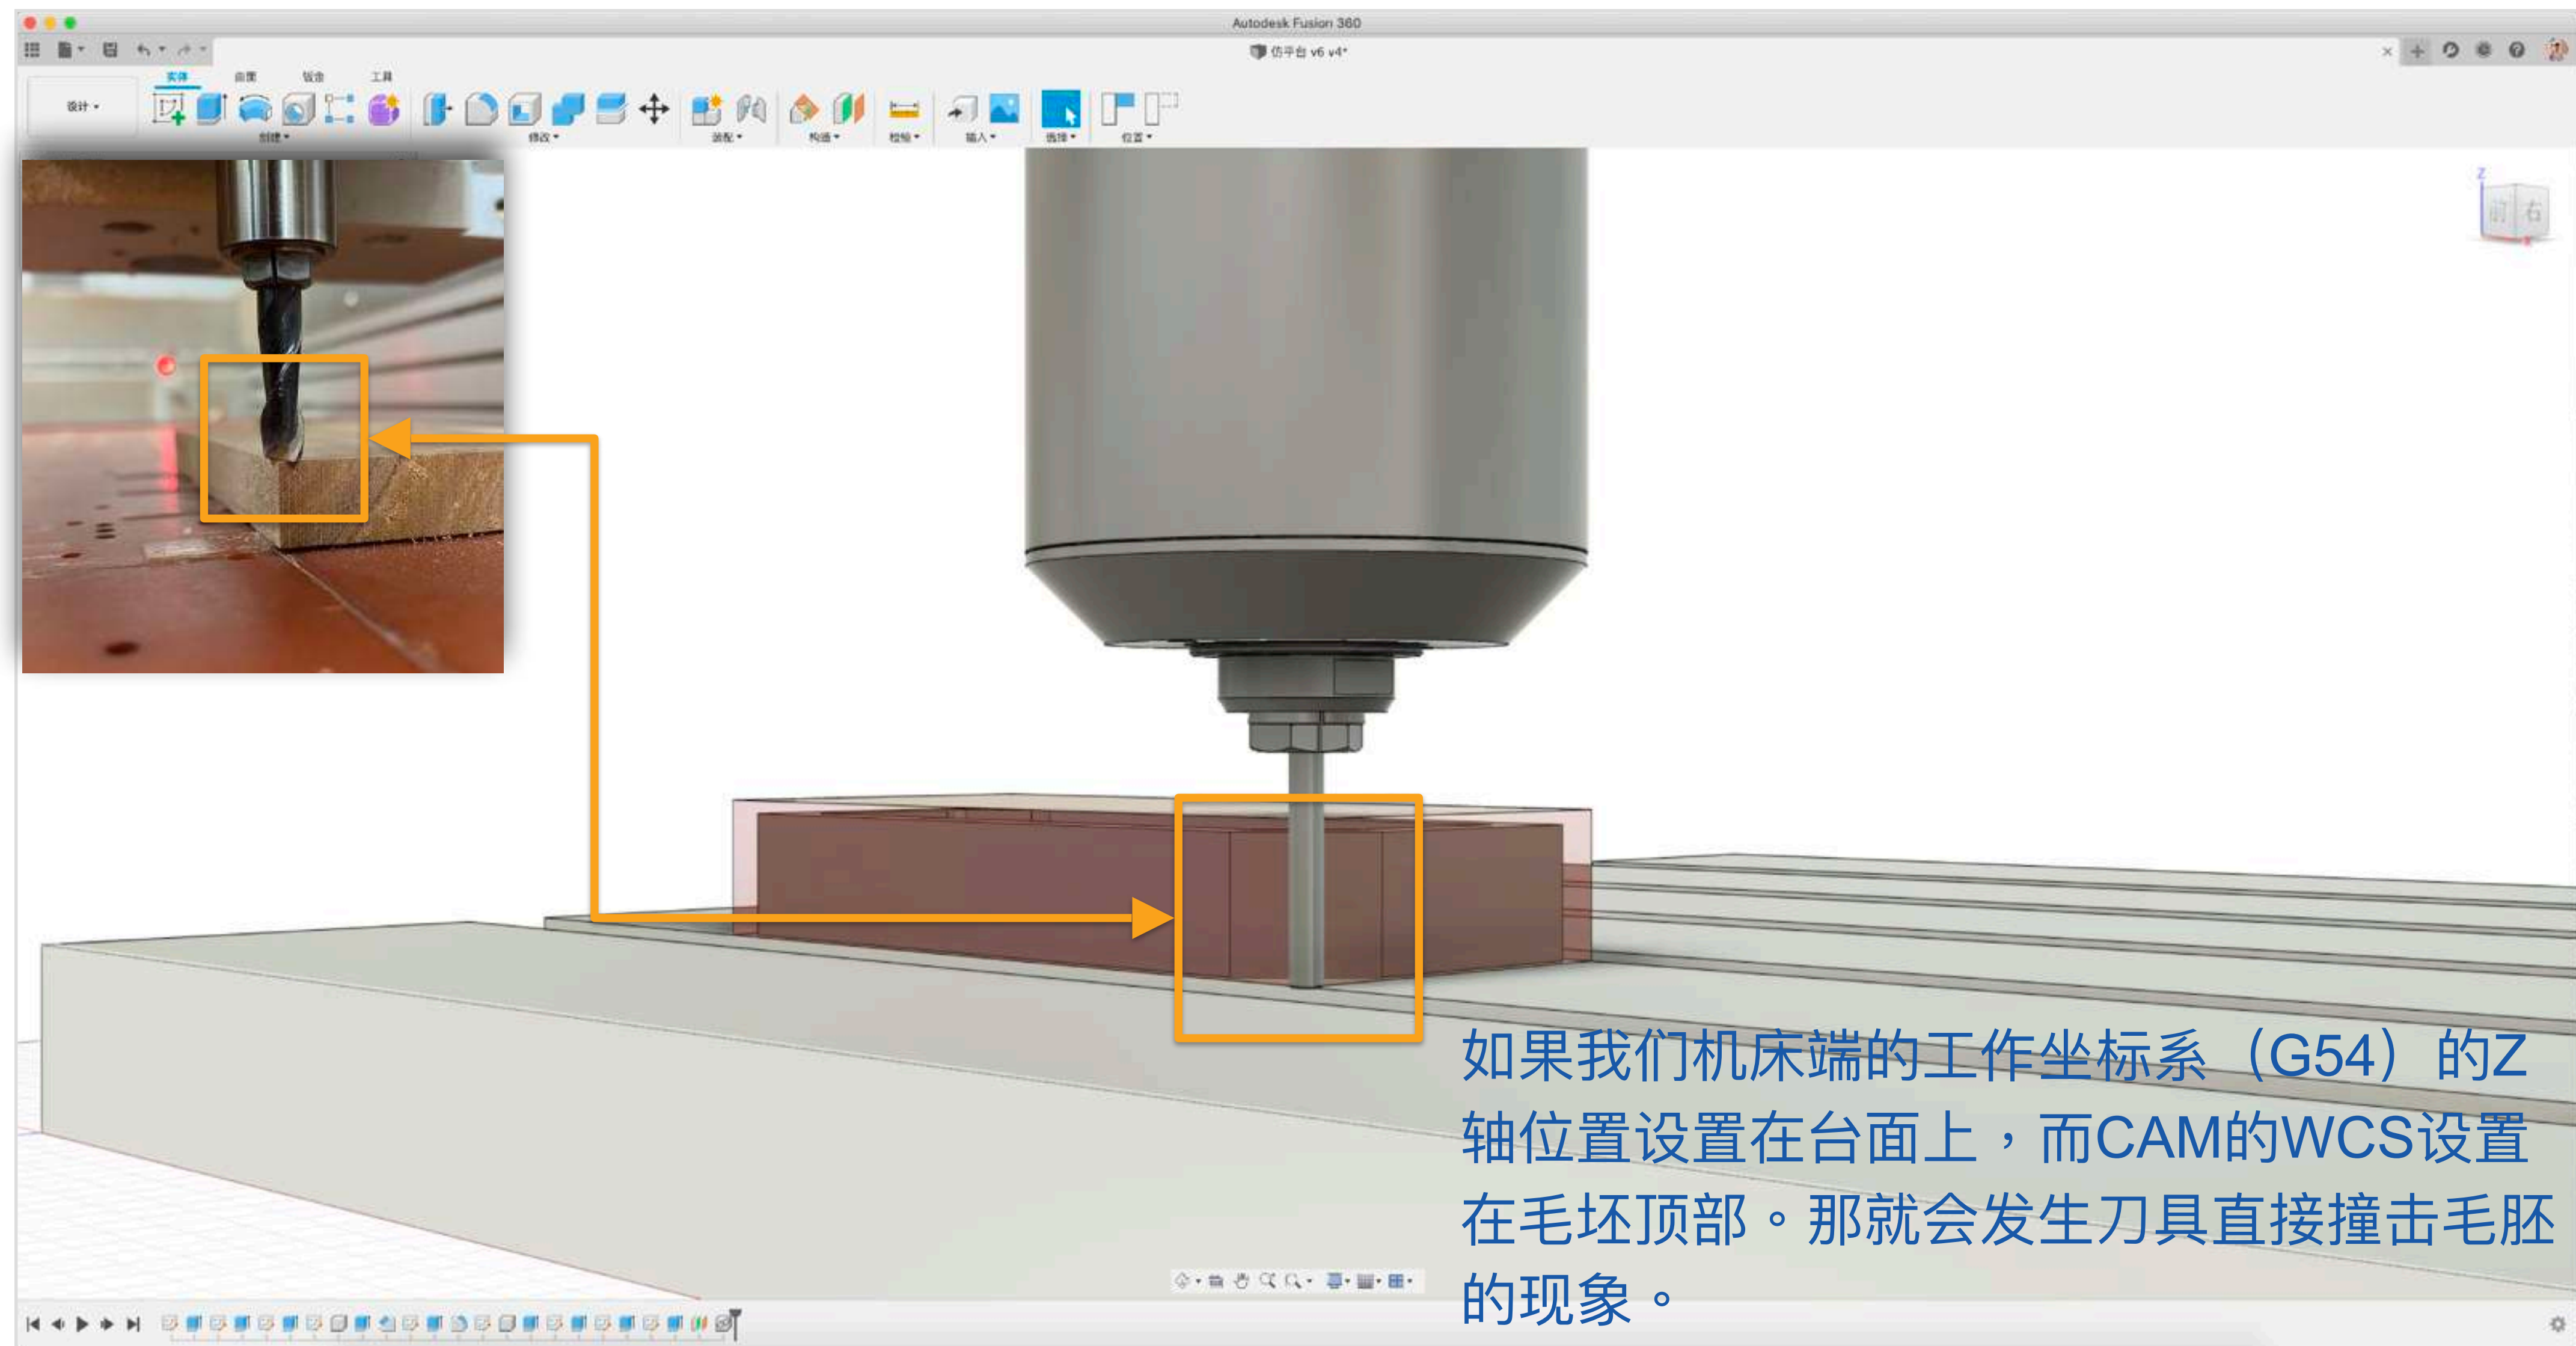 Autodesk Fusion 360
仿平台 v6 v4*
实体 曲面 钣金 工具
设计
创建 修改 装配 构造 检验 插入 选择 位置
Z
前 右
X
如果我们机床端的工作坐标系（G54）的Z
轴位置设置在台面上，而CAM的WCS设置
在毛坯顶部。那就会发生刀具直接撞击毛胚
的现象。